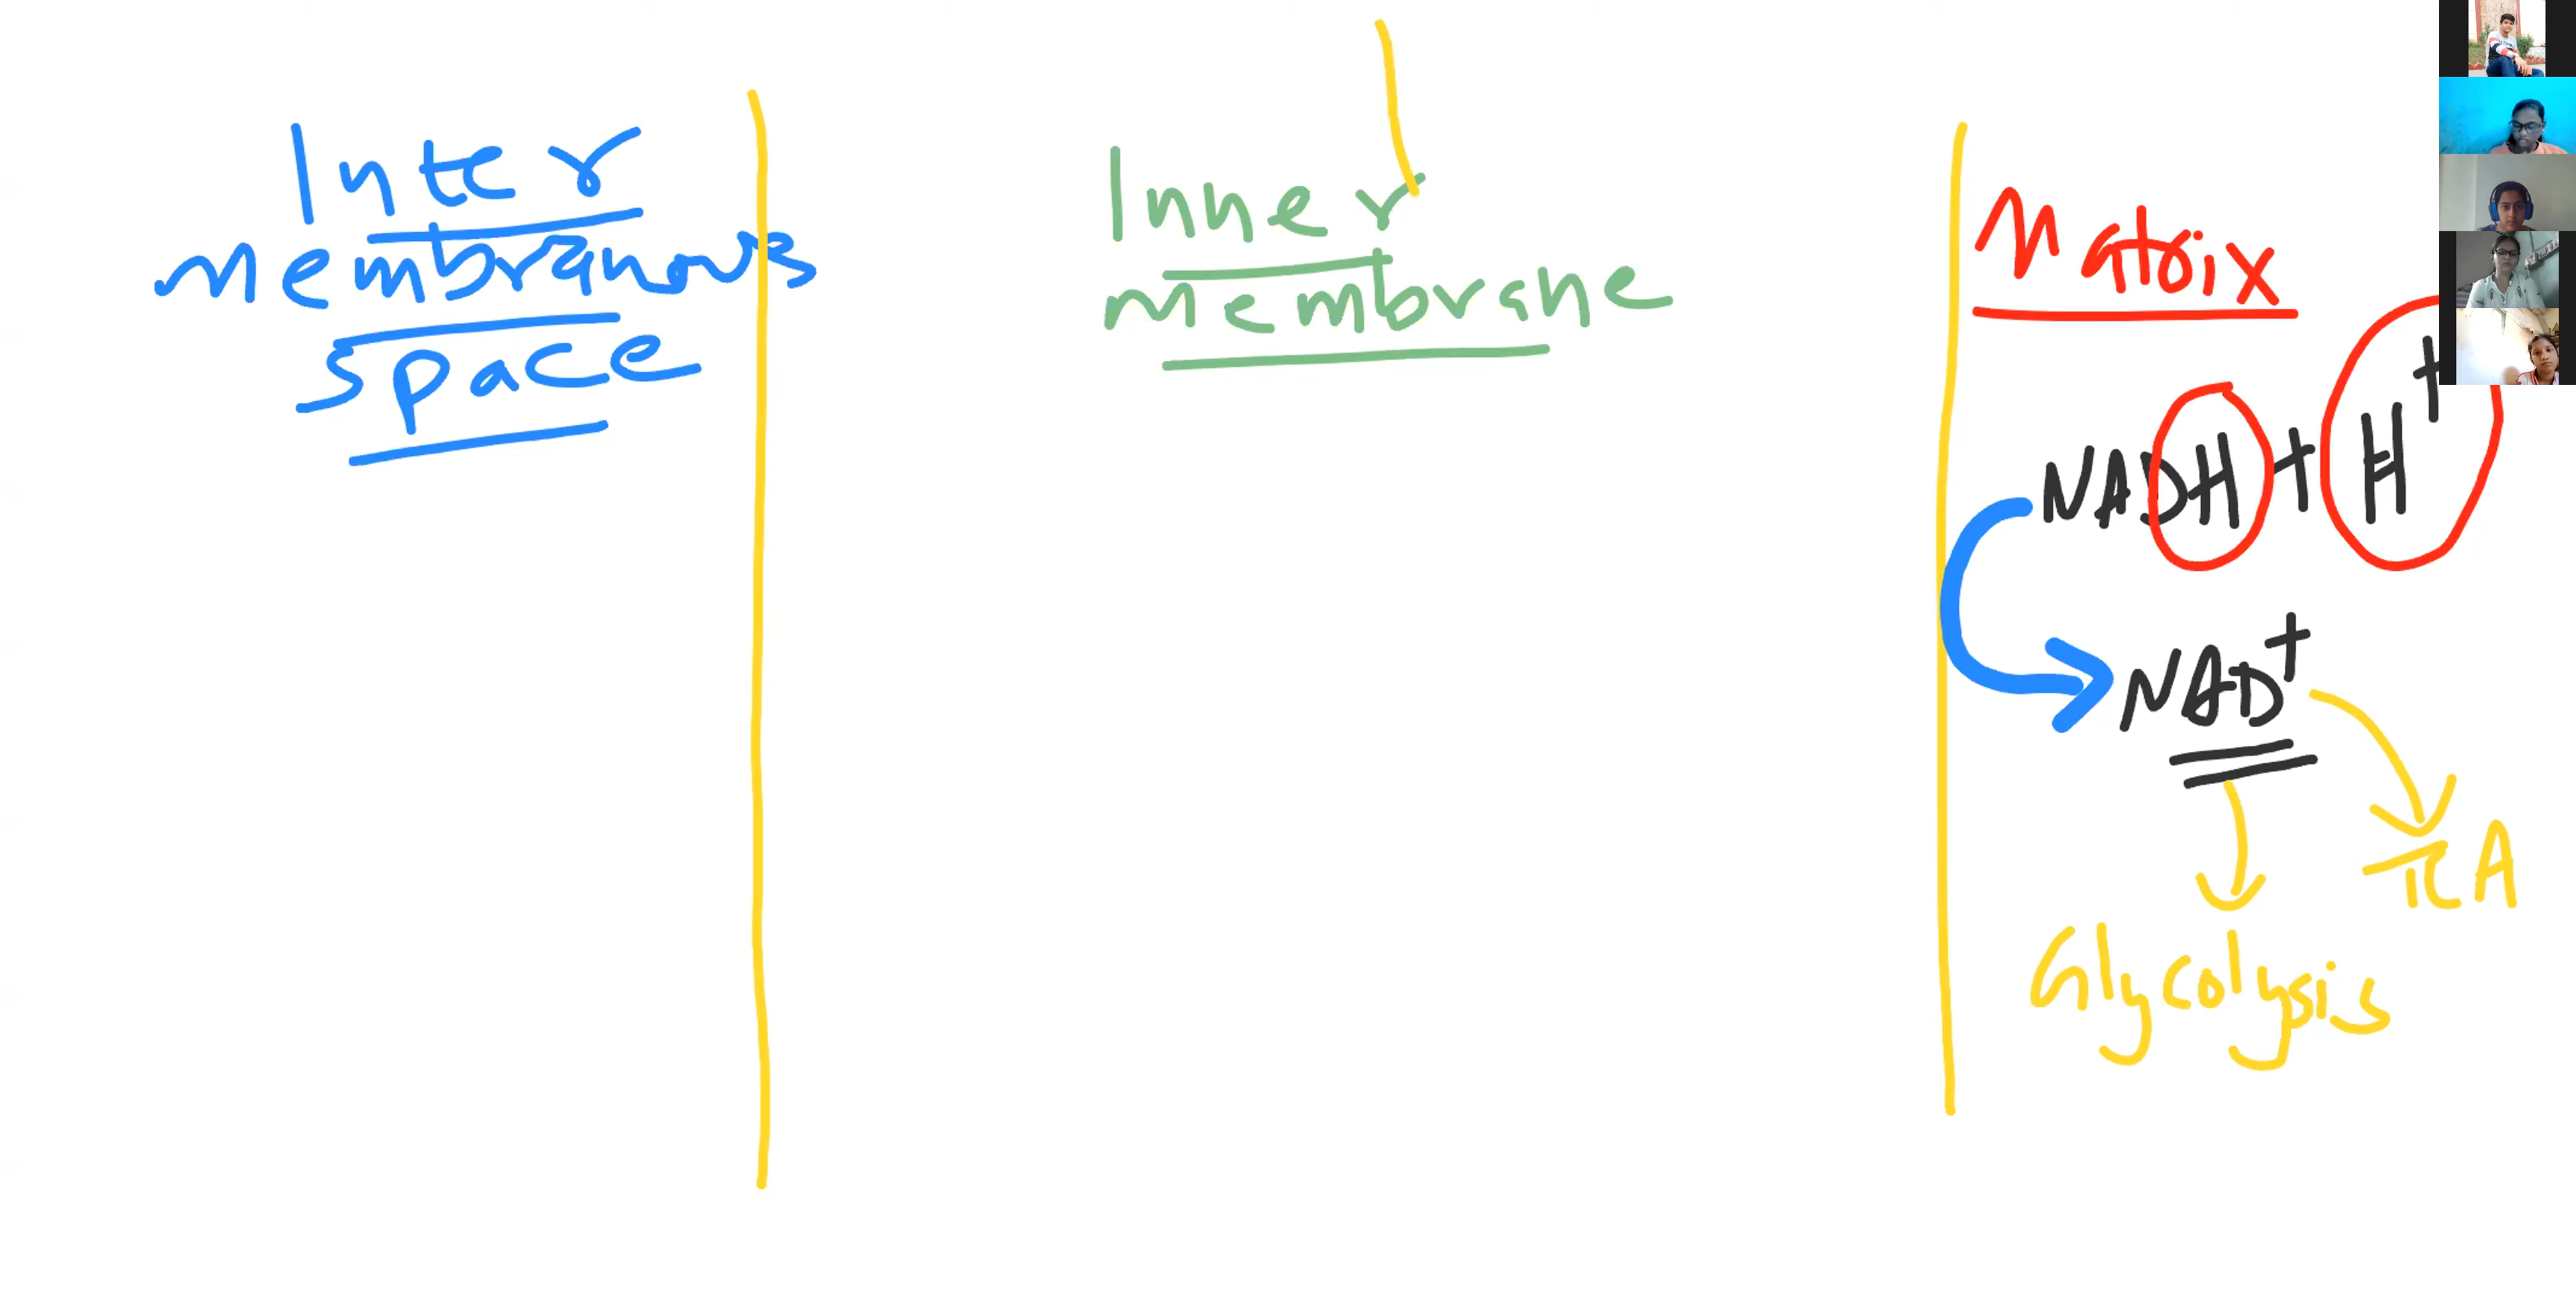 Inter
membranous
space
Inner
membrane
Matrix
NADH + H+
NAD+
TCA
Glycolysis